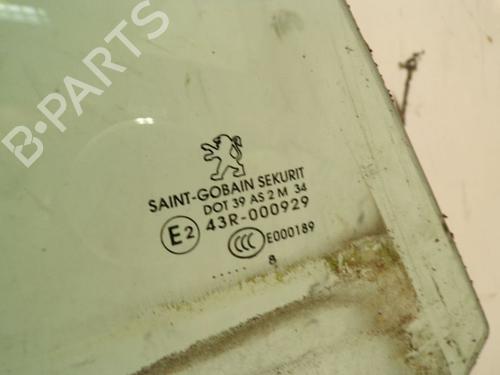 B-PARTS
SAINT-GOBAIN SEKURIT
DOT 39 AS 2 M 34
E2 43R-000929
CCC E000189
..... 8